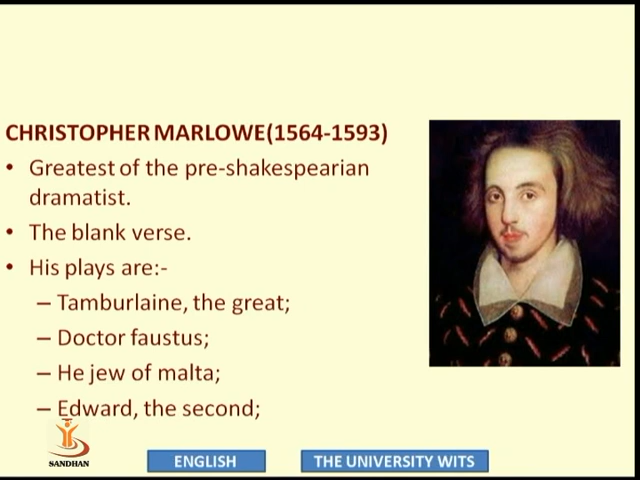 CHRISTOPHER MARLOWE(1564-1593)
• Greatest of the pre-shakespearian
dramatist.
• The blank verse.
• His plays are:-
– Tamburlaine, the great;
– Doctor faustus;
– He jew of malta;
– Edward, the second;
SANDHAN
ENGLISH
THE UNIVERSITY WITS